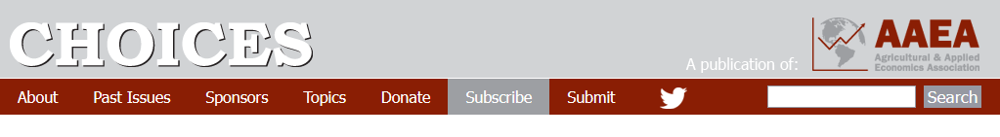 CHOICES
A publication of:
AAEA
Agricultural & Applied
Economics Association
About Past Issues Sponsors Topics Donate Subscribe Submit Search